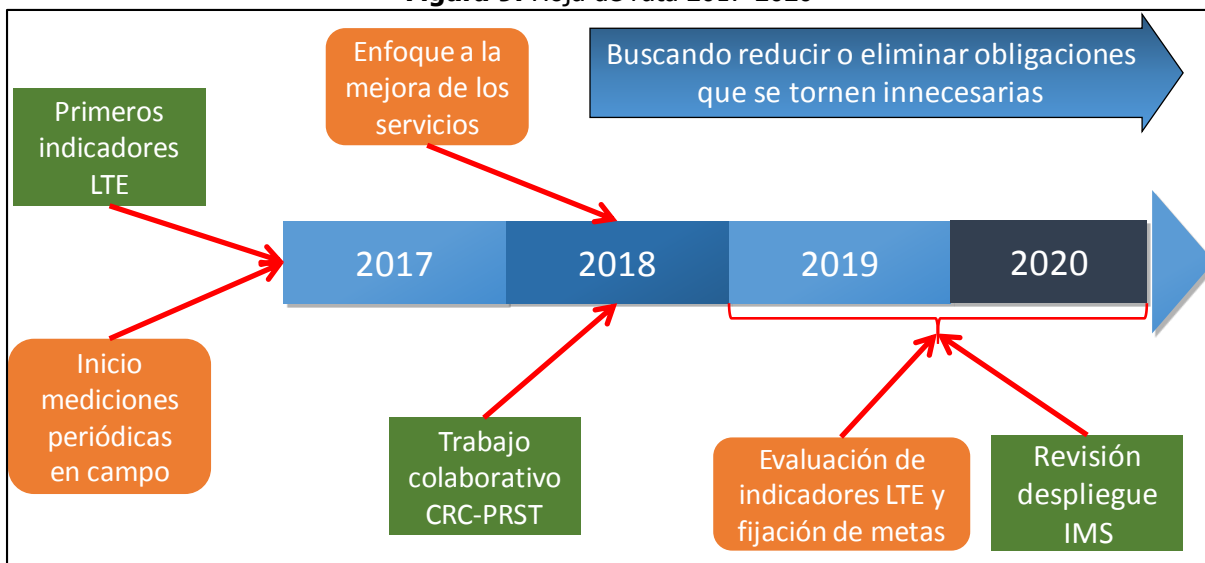 Enfoque a la
mejora de los
servicios
Buscando reducir o eliminar obligaciones
que se tornen innecesarias
Primeros
indicadores
LTE
2017
2018
2019
2020
Inicio
mediciones
periódicas
en campo
Trabajo
colaborativo
CRC-PRST
Evaluación de
indicadores LTE y
fijación de metas
Revisión
despliegue
IMS